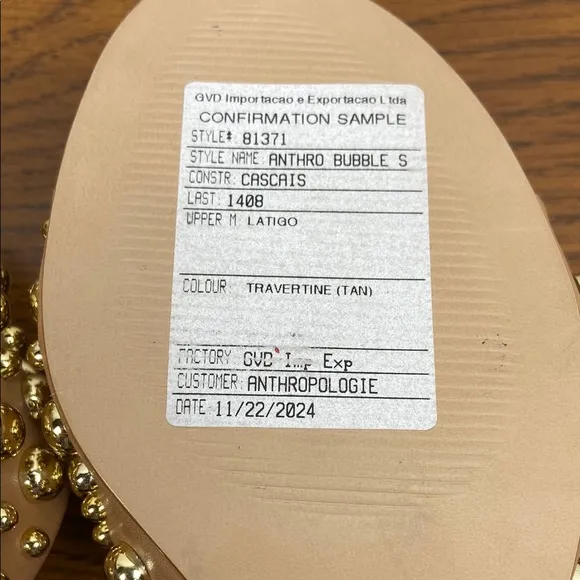 GVD Importacao e Exportacao Ltda
CONFIRMATION SAMPLE
STYLE# 81371
STYLE NAME: ANTHRO BUBBLE S
CONSTR: CASCAIS
LAST: 1408
UPPER M LATIGO
COLOUR: TRAVERTINE (TAN)
FACTORY GVD Imp Exp
CUSTOMER: ANTHROPOLOGIE
DATE 11/22/2024